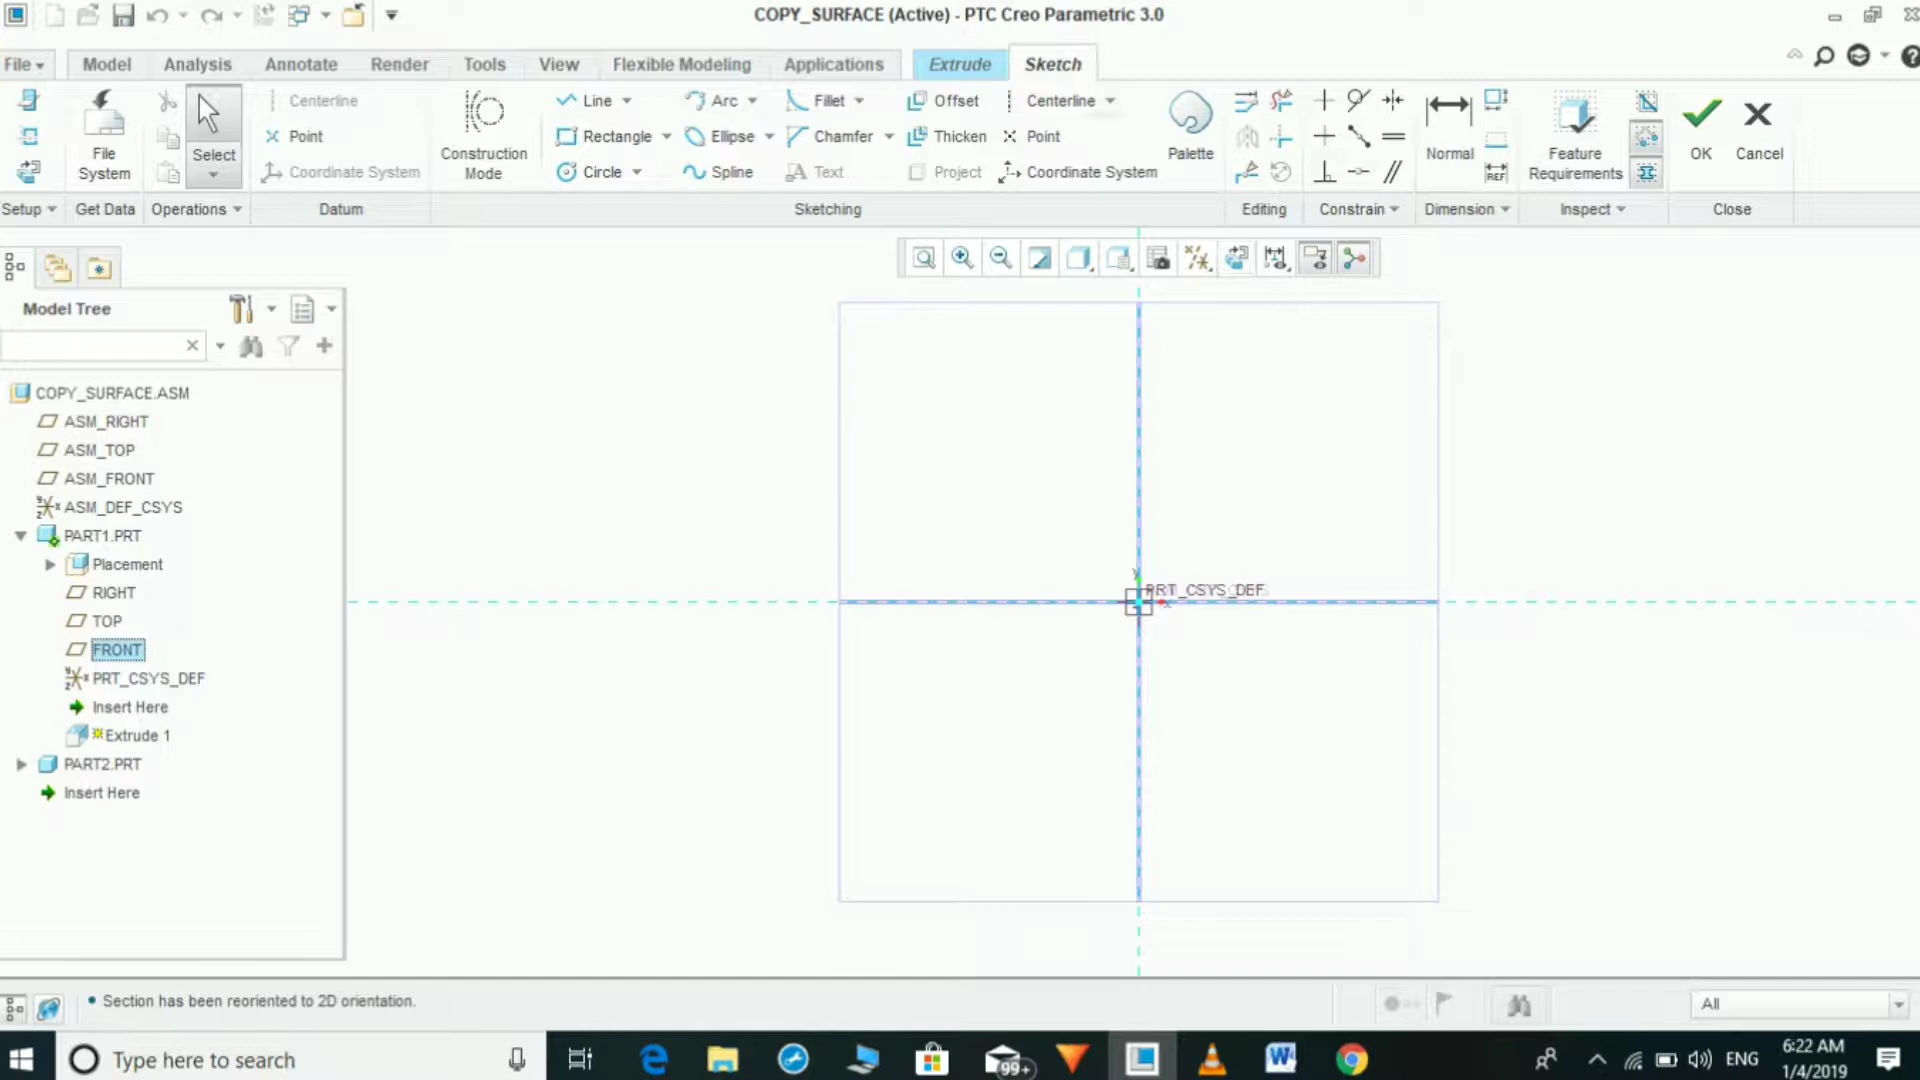 COPY_SURFACE (Active) - PTC Creo Parametric 3.0
File Model Analysis Annotate Render Tools View Flexible Modeling Applications Extrude Sketch
Centerline Line Arc Fillet Offset Centerline
Point Rectangle Ellipse Chamfer Thicken Point
File System Select Construction Mode Palette Normal Feature Requirements OK Cancel
Coordinate System Circle Spline Text Project Coordinate System
REF
Setup Get Data Operations Datum Sketching Editing Constrain Dimension Inspect Close
Model Tree
COPY_SURFACE.ASM
ASM_RIGHT
ASM_TOP
ASM_FRONT
ASM_DEF_CSYS
PART1.PRT
Placement
RIGHT
TOP
FRONT
PRT_CSYS_DEF
Insert Here
Extrude 1
PART2.PRT
Insert Here
y
PRT_CSYS_DEF
x
Section has been reoriented to 2D orientation.
All
Type here to search
99+
ENG
6:22 AM
1/4/2019